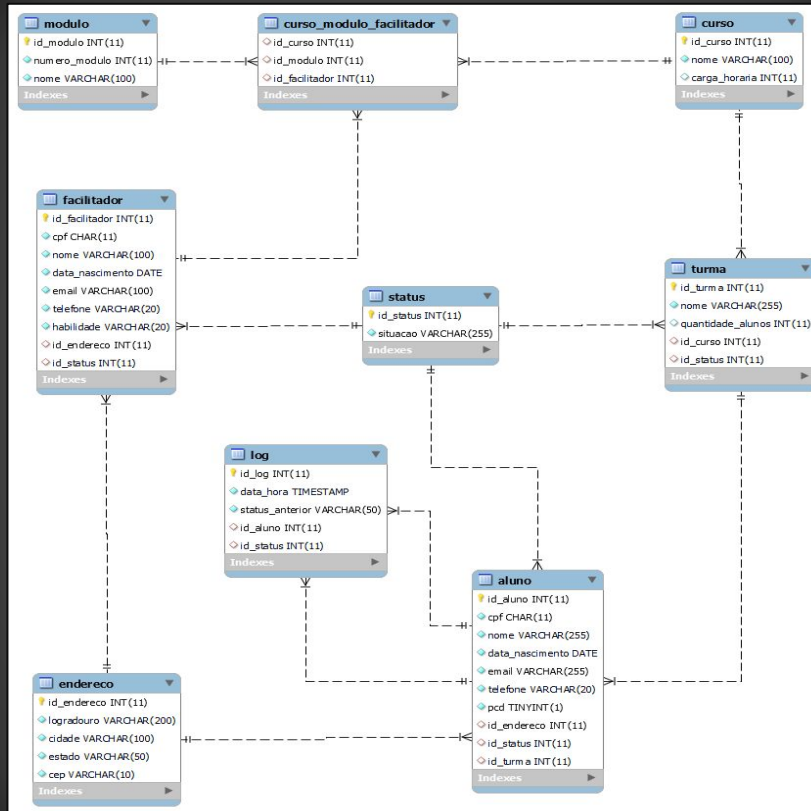 modulo
id_modulo INT(11)
numero_modulo INT(11)
nome VARCHAR(100)
Indexes
curso_modulo_facilitador
id_curso INT(11)
id_modulo INT(11)
id_facilitador INT(11)
Indexes
curso
id_curso INT(11)
nome VARCHAR(100)
carga_horaria INT(11)
Indexes
facilitador
id_facilitador INT(11)
cpf CHAR(11)
nome VARCHAR(100)
data_nascimento DATE
email VARCHAR(100)
telefone VARCHAR(20)
habilidade VARCHAR(20)
id_endereco INT(11)
id_status INT(11)
Indexes
status
id_status INT(11)
situacao VARCHAR(255)
Indexes
turma
id_turma INT(11)
nome VARCHAR(255)
quantidade_alunos INT(11)
id_curso INT(11)
id_status INT(11)
Indexes
log
id_log INT(11)
data_hora TIMESTAMP
status_anterior VARCHAR(50)
id_aluno INT(11)
id_status INT(11)
Indexes
aluno
id_aluno INT(11)
cpf CHAR(11)
nome VARCHAR(255)
data_nascimento DATE
email VARCHAR(255)
telefone VARCHAR(20)
pcd TINYINT(1)
id_endereco INT(11)
id_status INT(11)
id_turma INT(11)
Indexes
endereco
id_endereco INT(11)
logradouro VARCHAR(200)
cidade VARCHAR(100)
estado VARCHAR(50)
cep VARCHAR(10)
Indexes